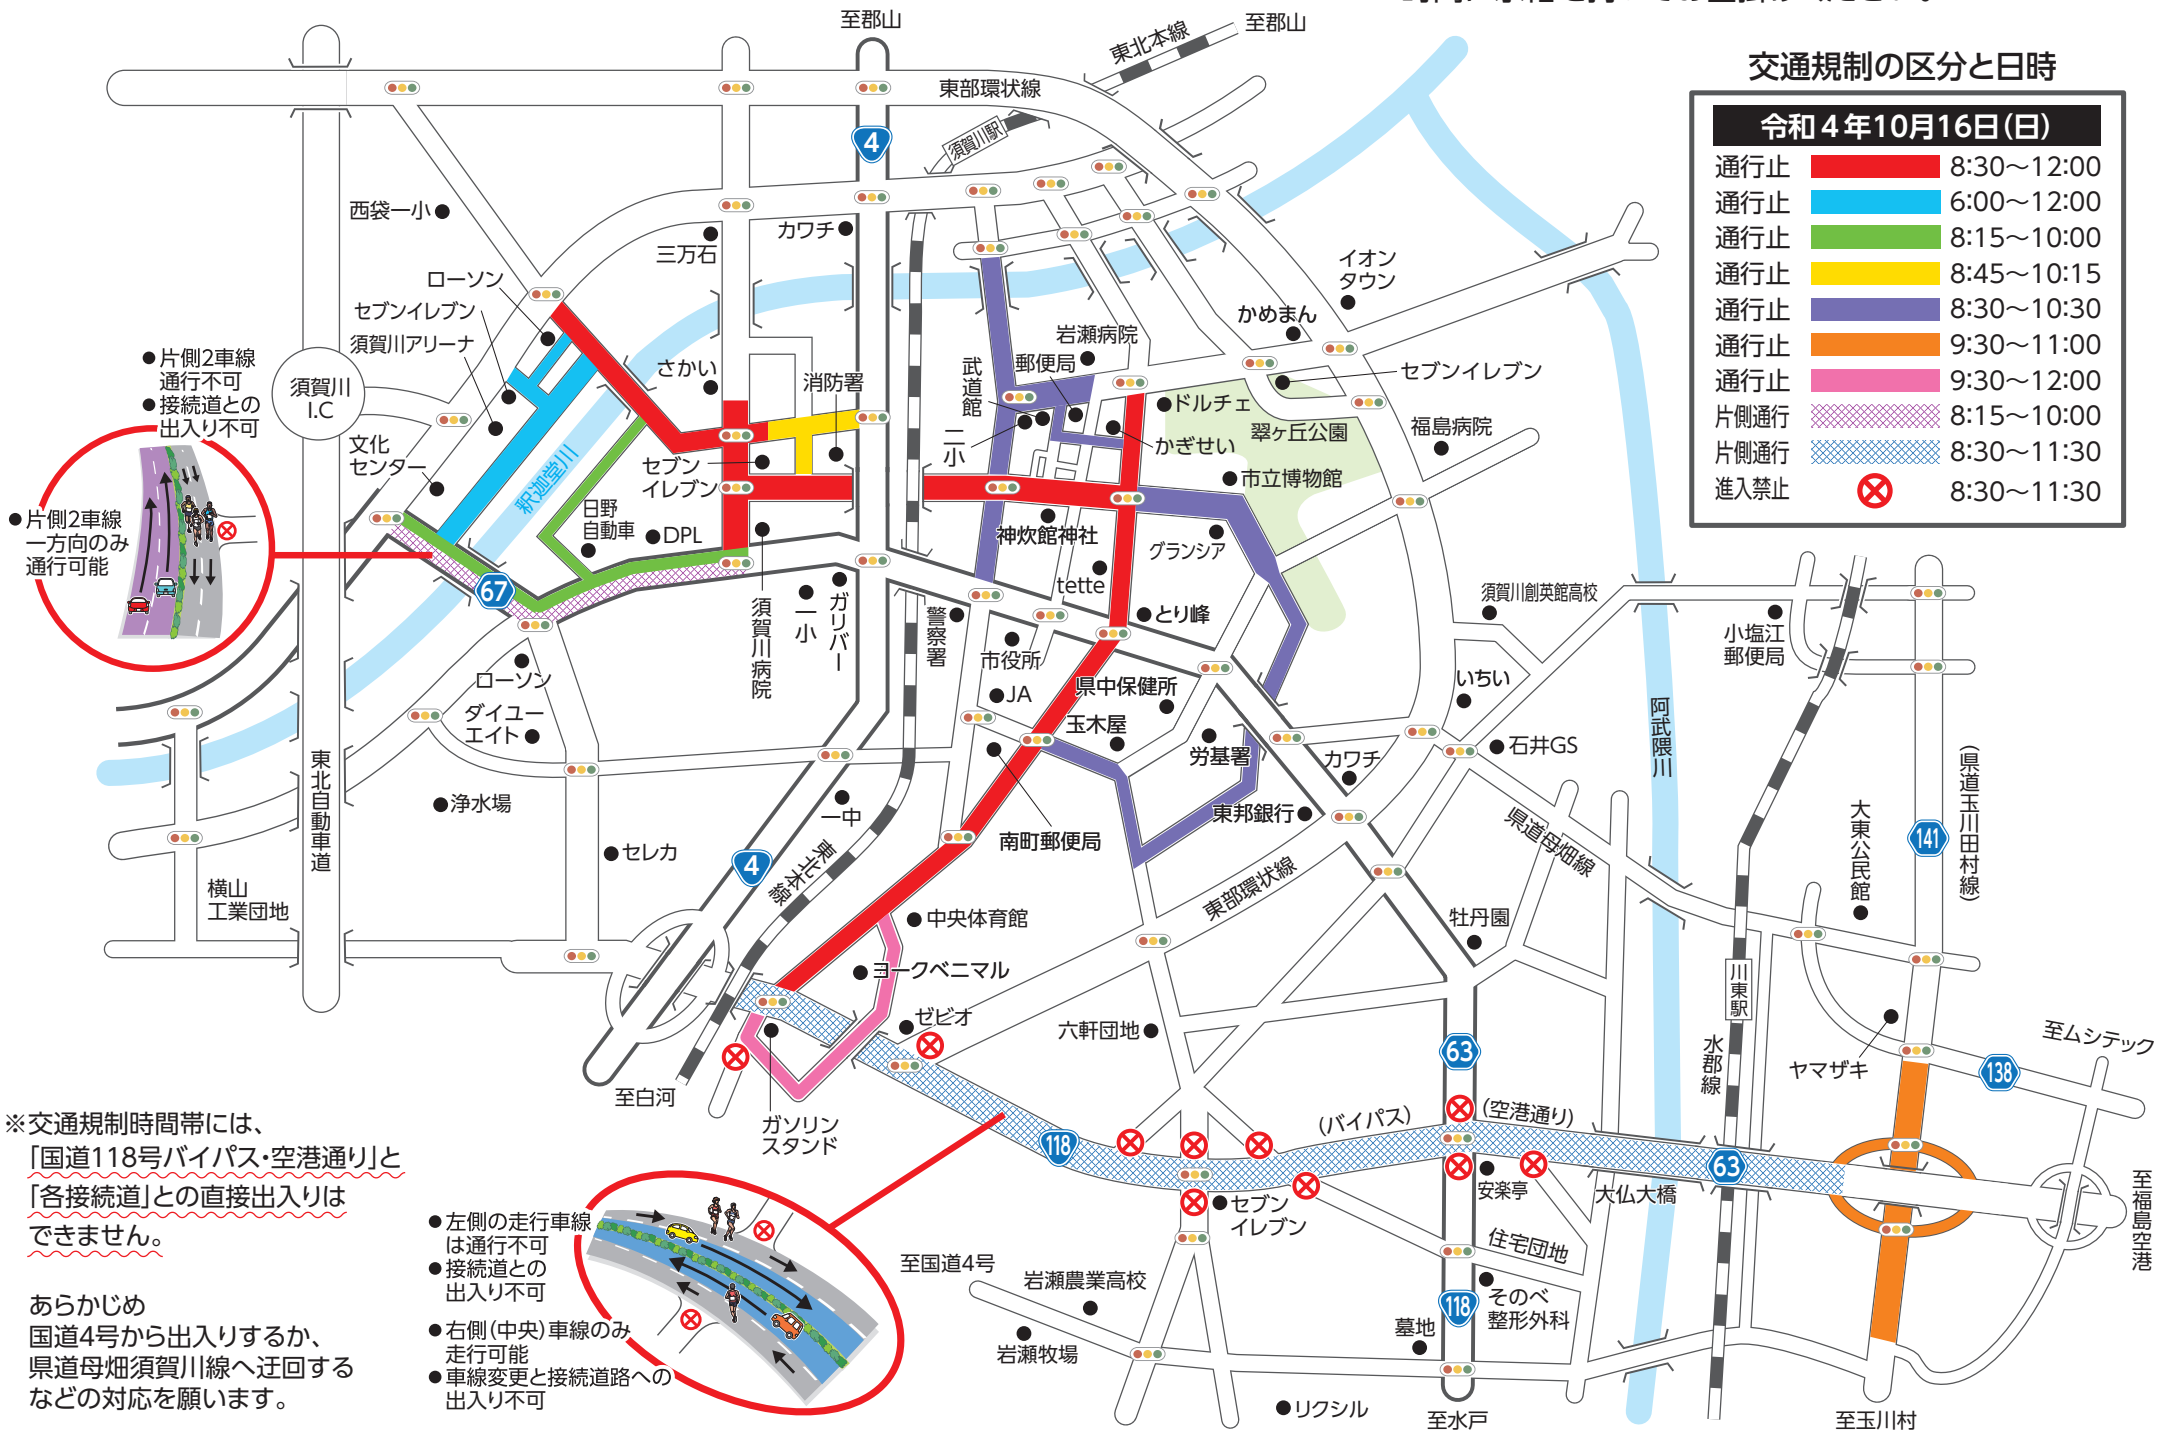 至郡山
東北本線
至郡山
東部環状線
4
須賀川駅
交通規制の区分と日時
令和4年10月16日(日)
通行止 8:30〜12:00
通行止 6:00〜12:00
通行止 8:15〜10:00
通行止 8:45〜10:15
通行止 8:30〜10:30
通行止 9:30〜11:00
通行止 9:30〜12:00
片側通行 8:15〜10:00
片側通行 8:30〜11:30
進入禁止 8:30〜11:30
西袋一小
三万石
カワチ
ローソン
セブンイレブン
須賀川アリーナ
イオン
タウン
かめまん
岩瀬病院
郵便局
武道館
二小
さかい
消防署
セブンイレブン
ドルチェ
かぎせい
翠ヶ丘公園
福島病院
市立博物館
●片側2車線
通行不可
●接続道との
出入り不可
須賀川
I.C
文化
センター
●片側2車線
一方向のみ
通行可能
釈迦堂川
セブン
イレブン
日野
自動車
DPL
67
神炊館神社
グランシア
tette
とり峰
須賀川病院
一小
ガリバー
警察署
市役所
JA
県中保健所
玉木屋
労基署
カワチ
東邦銀行
南町郵便局
須賀川創英館高校
いちい
石井GS
小塩江
郵便局
阿武隈川
ローソン
ダイユー
エイト
浄水場
セレカ
東北自動車道
横山
工業団地
一中
4
東北本線
県道母畑線
東部環状線
大東公民館
141
(県道玉川田村線)
中央体育館
ヨークベニマル
ゼビオ
牡丹園
六軒団地
63
川東駅
水郡線
ヤマザキ
138
至ムシテック
至白河
ガソリン
スタンド
118
(バイパス)
(空港通り)
63
安楽亭
大仏大橋
セブン
イレブン
住宅団地
至福島空港
※交通規制時間帯には、
「国道118号バイパス・空港通り」と
「各接続道」との直接出入りは
できません。
あらかじめ
国道4号から出入りするか、
県道母畑須賀川線へ迂回する
などの対応を願います。
●左側の走行車線
は通行不可
●接続道との
出入り不可
●右側(中央)車線のみ
走行可能
●車線変更と接続道路への
出入り不可
至国道4号
岩瀬農業高校
岩瀬牧場
118
そのべ
整形外科
墓地
リクシル
至水戸
至玉川村